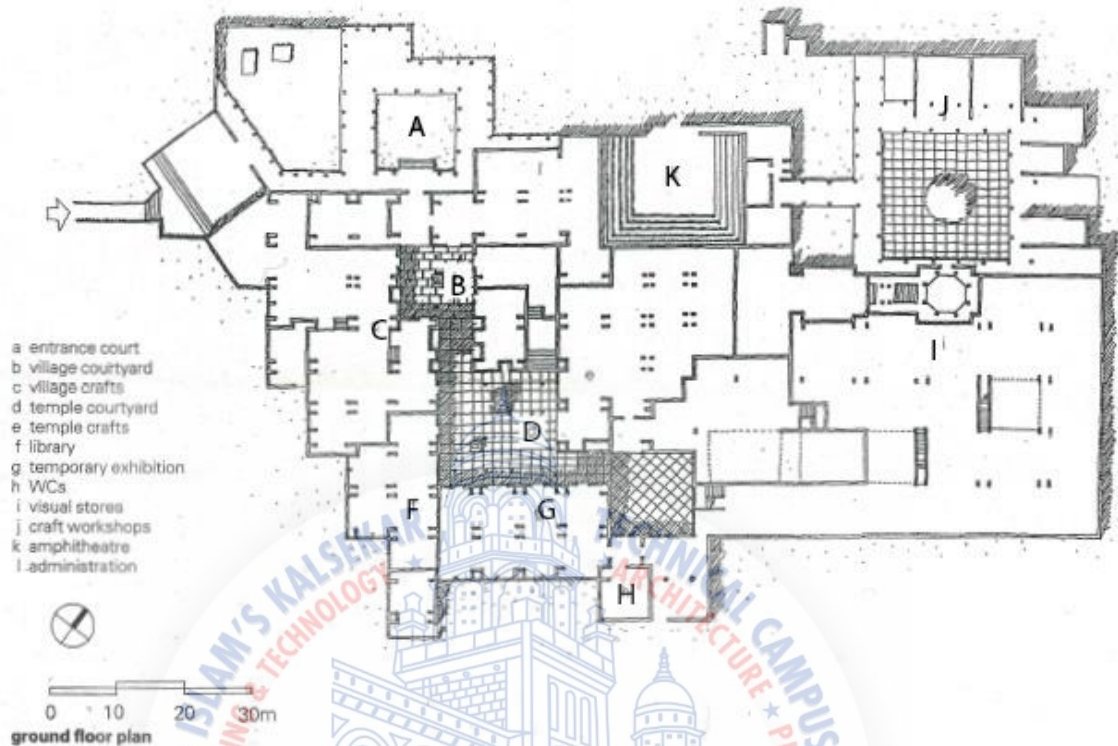 A
K
J
B
C
I
D
F
G
H
a entrance court
b village courtyard
c village crafts
d temple courtyard
e temple crafts
f library
g temporary exhibition
h WCs
i visual stores
j craft workshops
k amphitheatre
l administration
0 10 20 30m
ground floor plan
ISLAM'S KALSEKAR TECHNICAL CAMPUS
& TECHNOLOGY ★ ARCHITECTURE ★